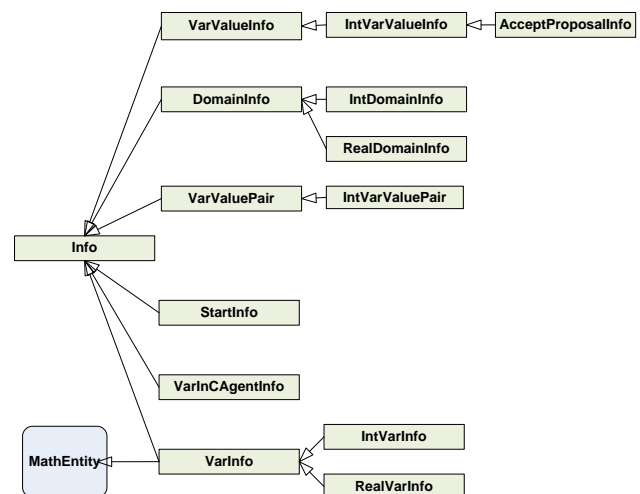 VarValueInfo
IntVarValueInfo
AcceptProposalInfo
DomainInfo
IntDomainInfo
RealDomainInfo
VarValuePair
IntVarValuePair
Info
StartInfo
VarInCAgentInfo
IntVarInfo
MathEntity
VarInfo
RealVarInfo